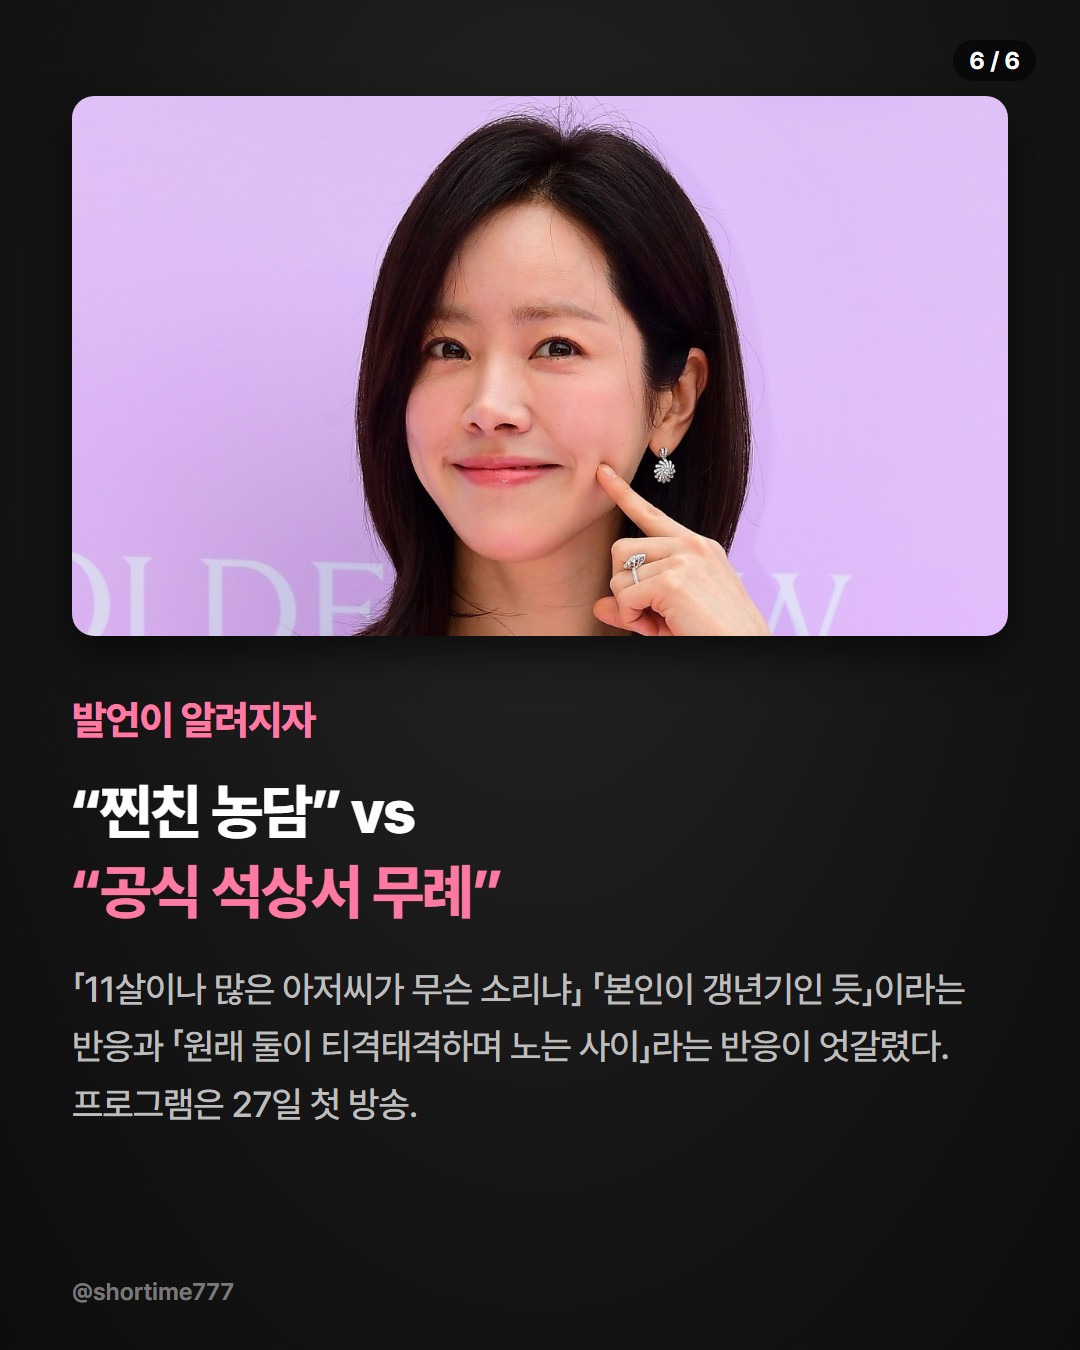 6 / 6
OLDE W
발언이 알려지자
“찐친 농담” vs
“공식 석상서 무례”
「11살이나 많은 아저씨가 무슨 소리냐」 「본인이 갱년기인 듯」이라는
반응과 「원래 둘이 티격태격하며 노는 사이」라는 반응이 엇갈렸다.
프로그램은 27일 첫 방송.
@shortime777